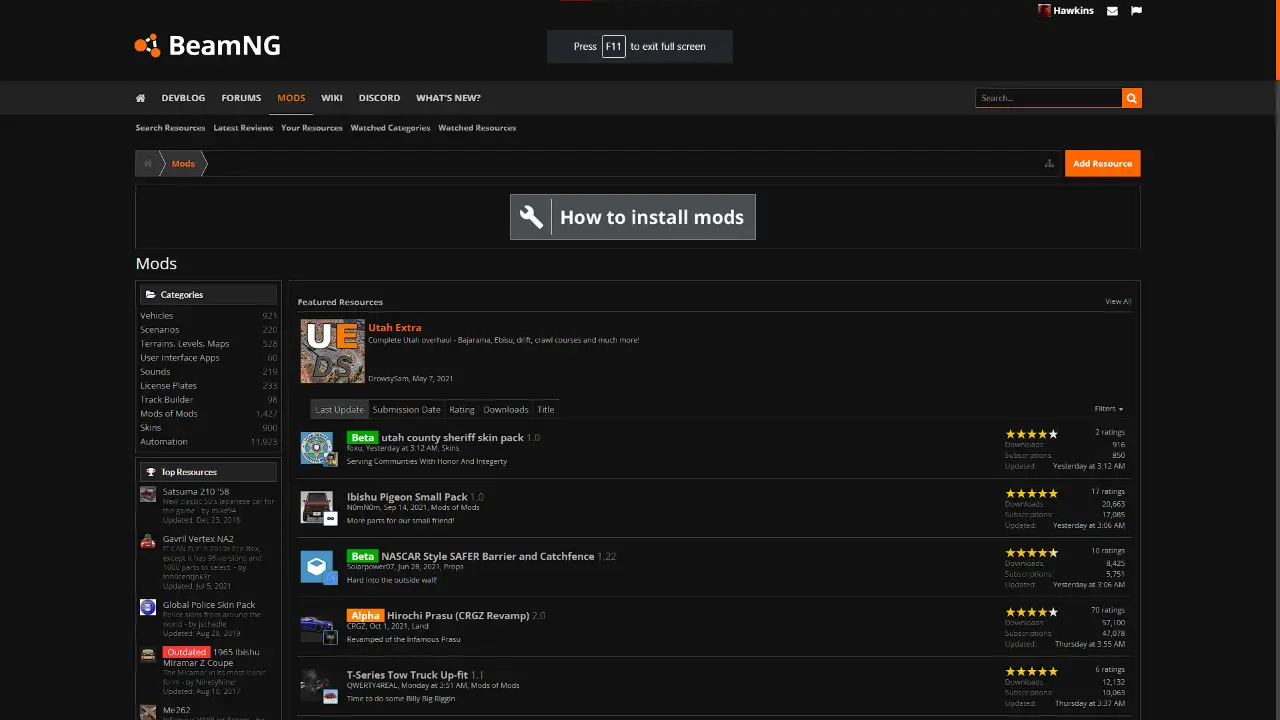 Hawkins
BeamNG
Press F11 to exit full screen
DEVBLOG FORUMS MODS WIKI DISCORD WHAT'S NEW?
Search...
Search Resources Latest Reviews Your Resources Watched Categories Watched Resources
Mods
Add Resource
How to install mods
Mods
Categories
Vehicles 921
Scenarios 220
Terrains, Levels, Maps 528
User Interface Apps 60
Sounds 219
License Plates 233
Track Builder 98
Mods of Mods 1,427
Skins 900
Automation 11,923
Top Resources
Satsuma 210 '58
New classic 50's Japanese car for
the game - by mike94
Updated: Dec 23, 2018
Gavril Vertex NA2
IT CAN FLY! A 2010s Eco Box,
except it has 95 versions and
1000 parts to select. - by
Inn0centJok3r
Updated: Jul 5, 2021
Global Police Skin Pack
Police skins from around the
world - by jschadle
Updated: Aug 28, 2019
Outdated 1965 Ibishu
Miramar Z Coupe
The Miramar in its most iconic
form - by NinetyNine!
Updated: Aug 10, 2017
Me262
Featured Resources
View All
UE
DS
Utah Extra
Complete Utah overhaul - Bajarama, Ebisu, drift, crawl courses and much more!
DrowsySam, May 7, 2021
Last Update Submission Date Rating Downloads Title
Filters
Beta utah county sheriff skin pack 1.0
foxu, Yesterday at 3:12 AM, Skins
Serving Communties With Honor And Integerty
2 ratings
Downloads: 916
Subscriptions: 850
Updated: Yesterday at 3:12 AM
Ibishu Pigeon Small Pack 1.0
N0mN0m, Sep 14, 2021, Mods of Mods
More parts for our small friend!
17 ratings
Downloads: 20,663
Subscriptions: 17,085
Updated: Yesterday at 3:06 AM
Beta NASCAR Style SAFER Barrier and Catchfence 1.22
Solarpower07, Jun 28, 2021, Props
Hard into the outside wall!
10 ratings
Downloads: 8,425
Subscriptions: 5,751
Updated: Yesterday at 3:06 AM
Alpha Hirochi Prasu (CRGZ Revamp) 2.0
CRGZ, Oct 1, 2021, Land
Revamped of the Infamous Prasu
70 ratings
Downloads: 57,100
Subscriptions: 47,078
Updated: Thursday at 3:55 AM
T-Series Tow Truck Up-fit 1.1
QWERTY4REAL, Monday at 3:51 AM, Mods of Mods
Time to do some Billy Big Riggin
6 ratings
Downloads: 12,132
Subscriptions: 10,063
Updated: Thursday at 3:37 AM